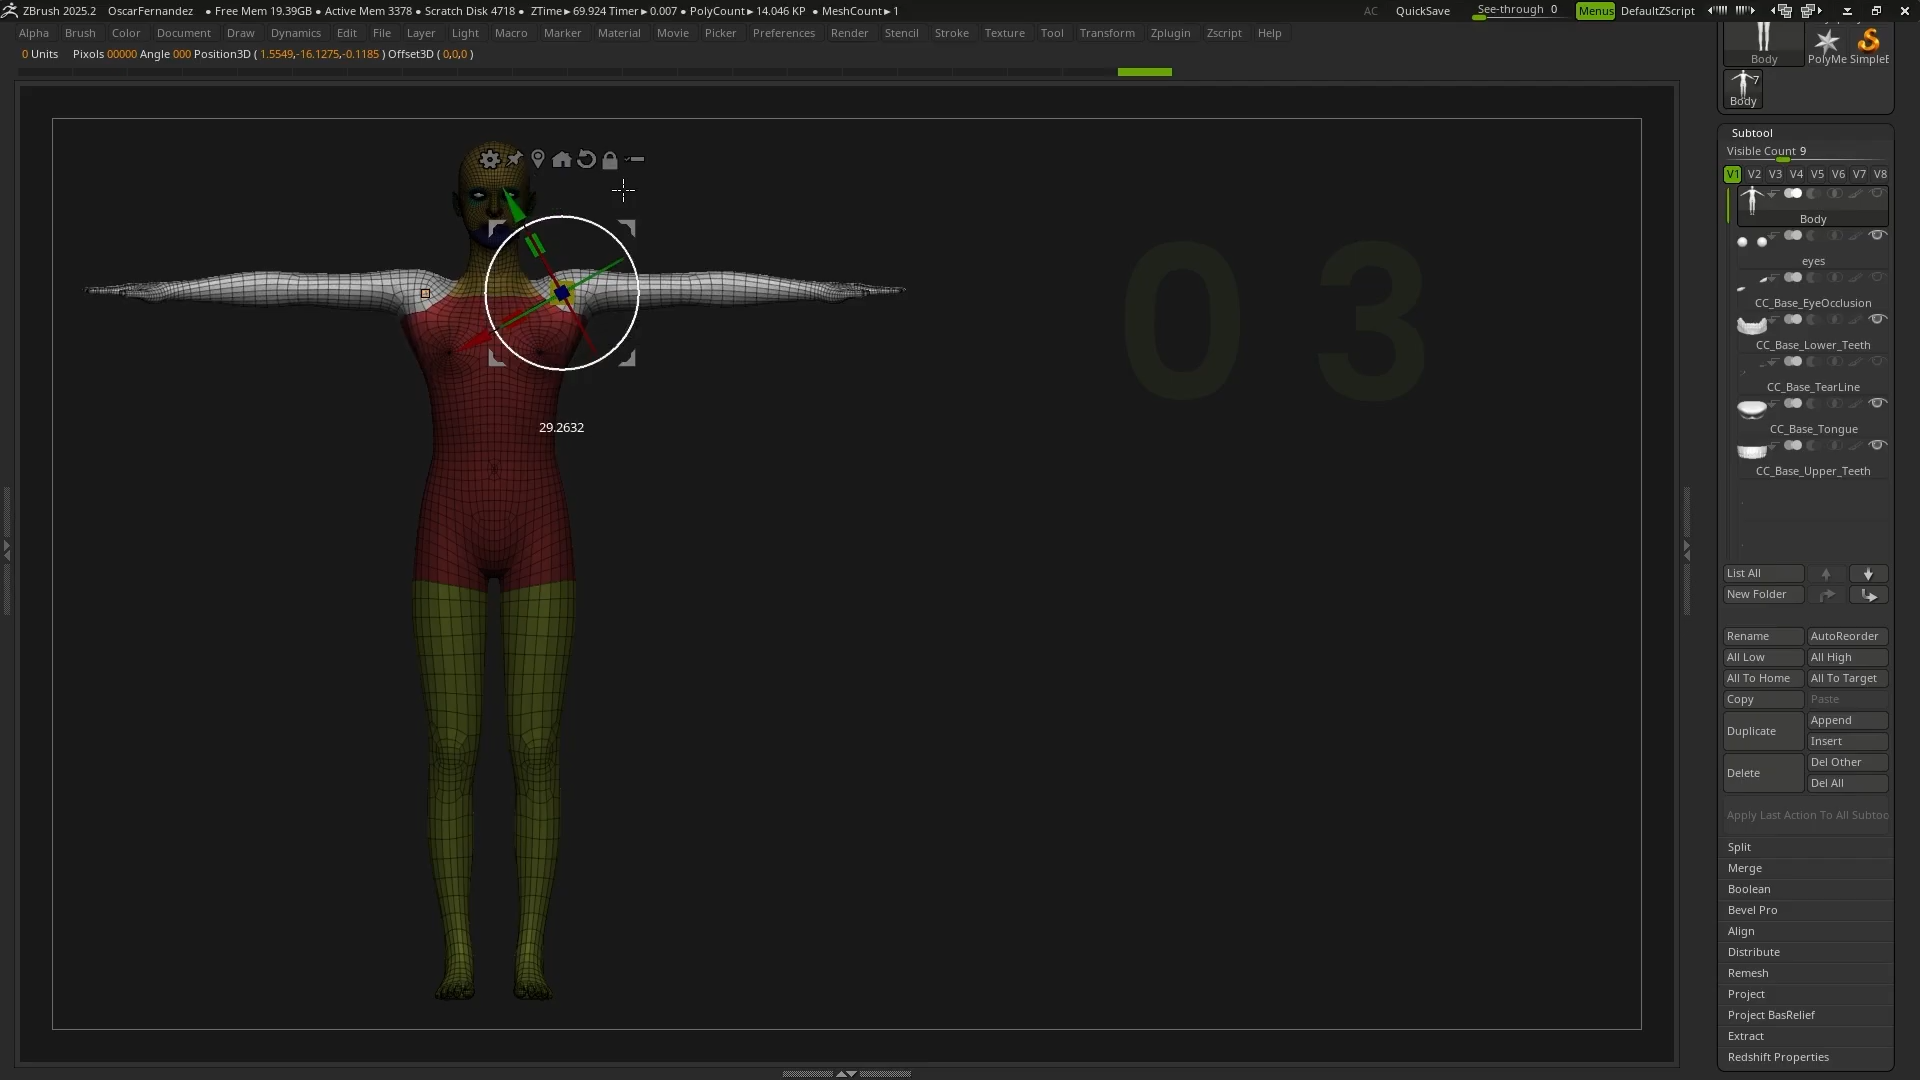 ZBrush 2025.2 OscarFernandez ● Free Mem 19.39GB ● Active Mem 3378 ● Scratch Disk 4718 ● ZTime▸69.924 Timer▸0.007 ● PolyCount▸14.046 KP ● MeshCount▸1 AC QuickSave See-through 0 Menus DefaultZScript
Alpha Brush Color Document Draw Dynamics Edit File Layer Light Macro Marker Material Movie Picker Preferences Render Stencil Stroke Texture Tool Transform Zplugin Zscript Help
0 Units Pixols 00000 Angle 000 Position3D ( 1.5549,-16.1275,-0.1185 ) Offset3D ( 0,0,0 )
Body PolyMe SimpleE
7
Body
Subtool
Visible Count 9
V1 V2 V3 V4 V5 V6 V7 V8
Body
eyes
CC_Base_EyeOcclusion
CC_Base_Lower_Teeth
CC_Base_TearLine
CC_Base_Tongue
CC_Base_Upper_Teeth
03
29.2632
List All
New Folder
Rename AutoReorder
All Low All High
All To Home All To Target
Copy Paste
Duplicate Append
Insert
Delete Del Other
Del All
Apply Last Action To All Subtoo
Split
Merge
Boolean
Bevel Pro
Align
Distribute
Remesh
Project
Project BasRelief
Extract
Redshift Properties